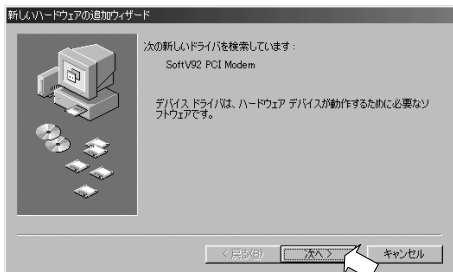 新しいハードウェアの追加ウィザード
次の新しいドライバを検索しています：
SoftV92 PCI Modem
デバイス ドライバは、ハードウェア デバイスが動作するために必要なソ
フトウェアです。
< 戻る(B)
次へ >
キャンセル